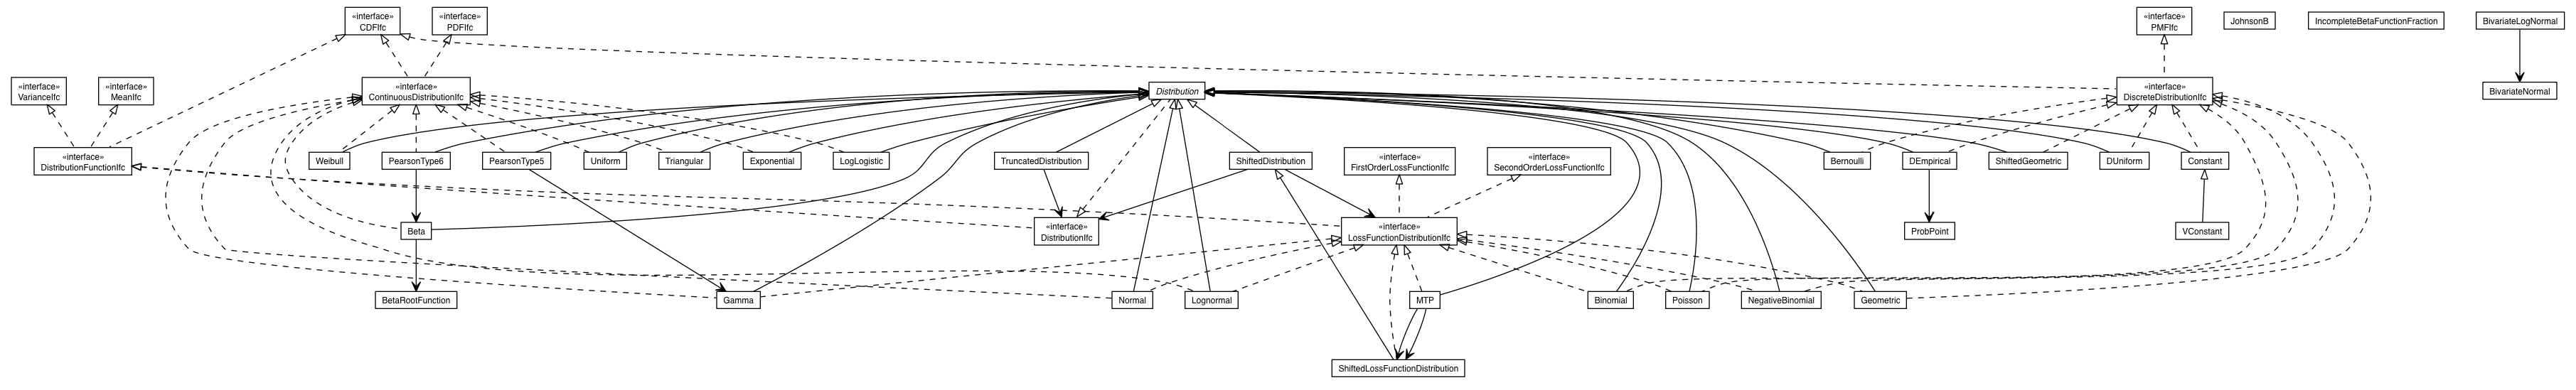 «interface»
CDFIfc
«interface»
PDFIfc
«interface»
PMFIfc
JohnsonB
IncompleteBetaFunctionFraction
BivariateLogNormal
«interface»
VarianceIfc
«interface»
MeanIfc
«interface»
ContinuousDistributionIfc
Distribution
«interface»
DiscreteDistributionIfc
BivariateNormal
«interface»
DistributionFunctionIfc
Weibull
PearsonType6
PearsonType5
Uniform
Triangular
Exponential
LogLogistic
TruncatedDistribution
ShiftedDistribution
«interface»
FirstOrderLossFunctionIfc
«interface»
SecondOrderLossFunctionIfc
Bernoulli
DEmpirical
ShiftedGeometric
DUniform
Constant
Beta
«interface»
DistributionIfc
«interface»
LossFunctionDistributionIfc
ProbPoint
VConstant
BetaRootFunction
Gamma
Normal
Lognormal
MTP
Binomial
Poisson
NegativeBinomial
Geometric
ShiftedLossFunctionDistribution